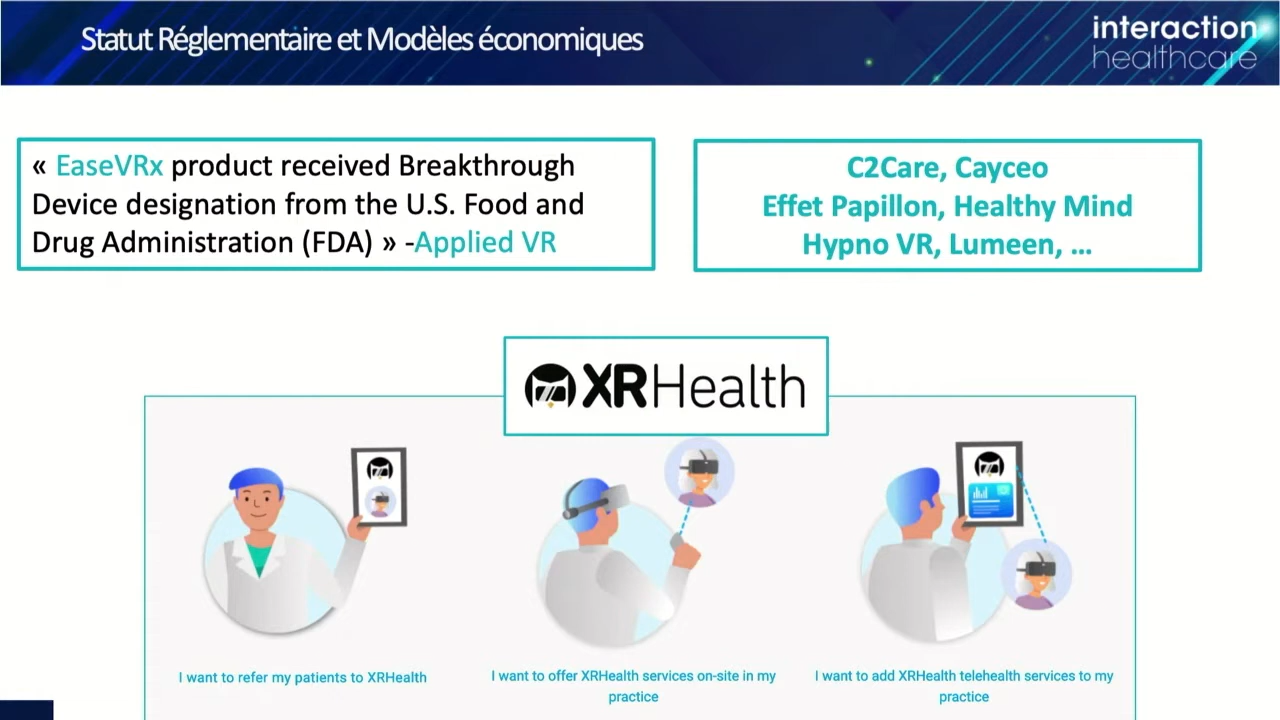 Statut Réglementaire et Modèles économiques
interaction
healthcare
« EaseVRx product received Breakthrough
Device designation from the U.S. Food and
Drug Administration (FDA) » -Applied VR
C2Care, Cayceo
Effet Papillon, Healthy Mind
Hypno VR, Lumeen, ...
XRHealth
I want to refer my patients to XRHealth
I want to offer XRHealth services on-site in my
practice
I want to add XRHealth telehealth services to my
practice